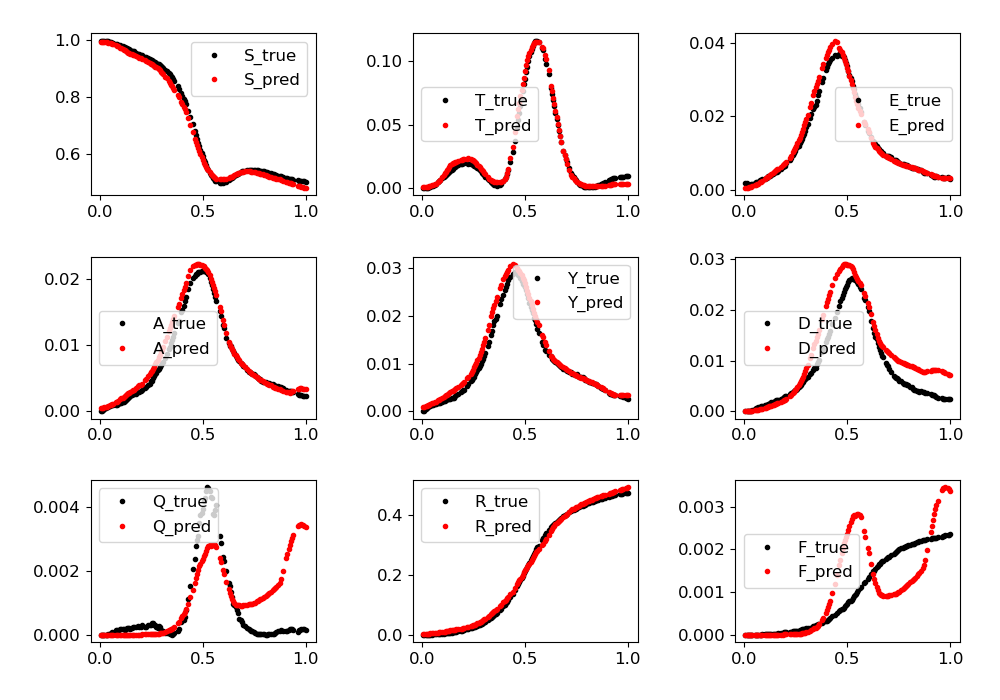 1.0
0.8
0.6
0.0 0.5 1.0
S_true
S_pred
0.10
0.05
0.00
0.0 0.5 1.0
T_true
T_pred
0.04
0.02
0.00
0.0 0.5 1.0
E_true
E_pred
0.02
0.01
0.00
0.0 0.5 1.0
A_true
A_pred
0.03
0.02
0.01
0.00
0.0 0.5 1.0
Y_true
Y_pred
0.03
0.02
0.01
0.00
0.0 0.5 1.0
D_true
D_pred
0.004
0.002
0.000
0.0 0.5 1.0
Q_true
Q_pred
0.4
0.2
0.0
0.0 0.5 1.0
R_true
R_pred
0.003
0.002
0.001
0.000
0.0 0.5 1.0
F_true
F_pred